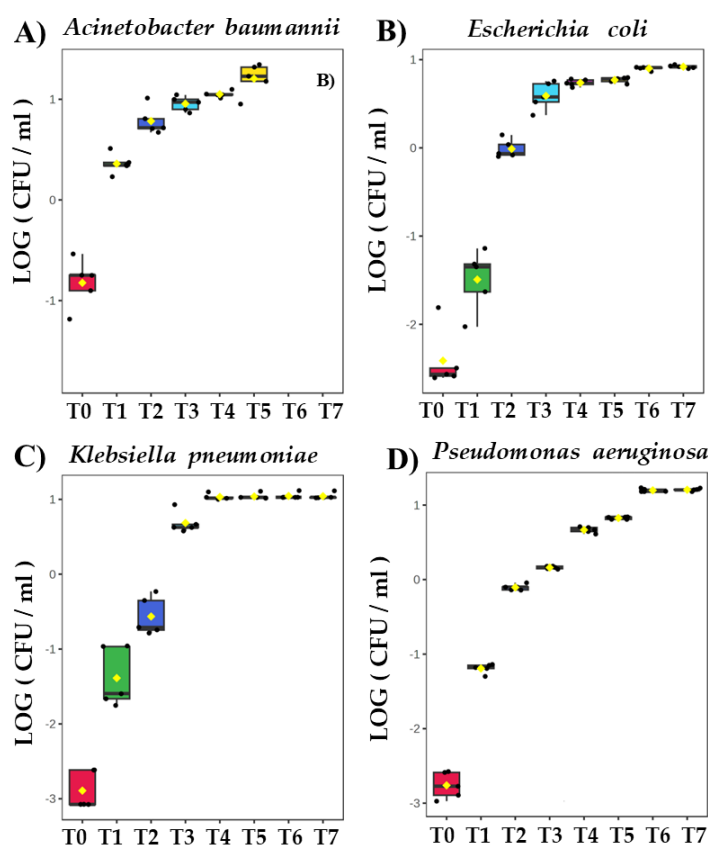 A) Acinetobacter baumannii
LOG ( CFU / ml )
1
0
-1
B)
T0 T1 T2 T3 T4 T5 T6 T7
B) Escherichia coli
LOG ( CFU / ml )
1
0
-1
-2
T0 T1 T2 T3 T4 T5 T6 T7
C) Klebsiella pneumoniae
LOG ( CFU / ml )
1
0
-1
-2
-3
T0 T1 T2 T3 T4 T5 T6 T7
D) Pseudomonas aeruginosa
LOG ( CFU / ml )
1
0
-1
-2
-3
T0 T1 T2 T3 T4 T5 T6 T7